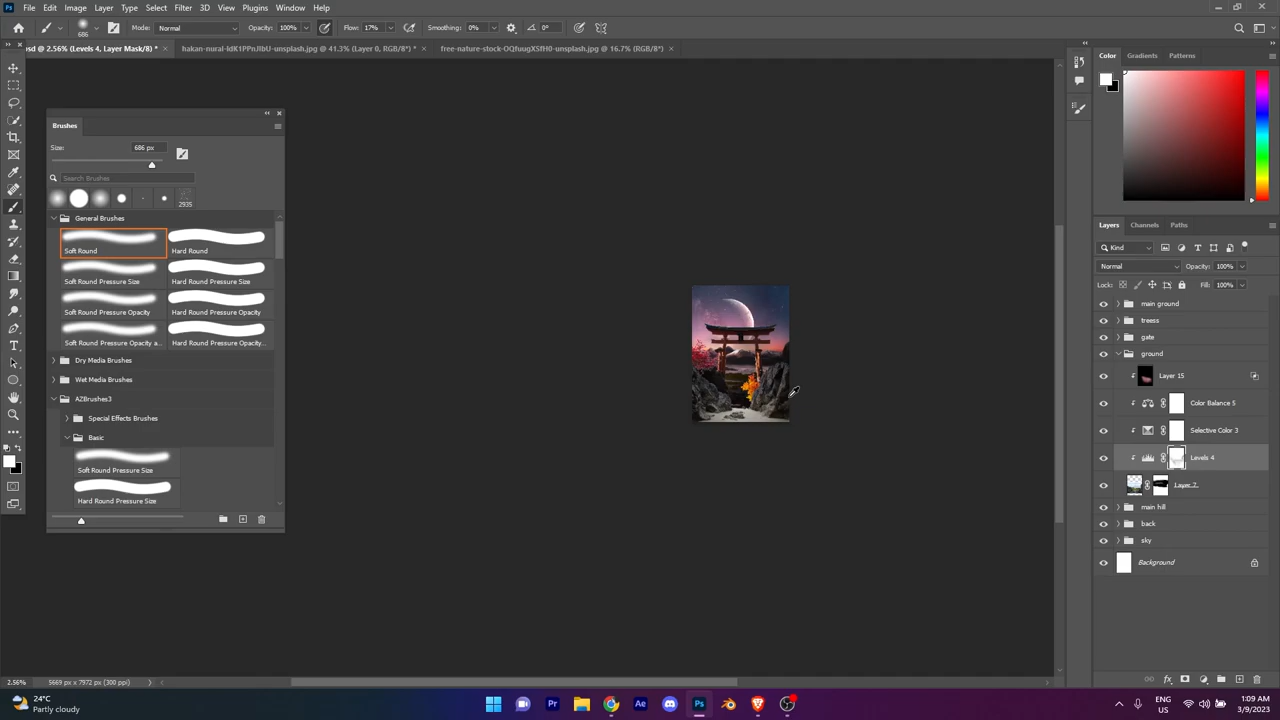 File Edit Image Layer Type Select Filter 3D View Plugins Window Help
686 Mode: Normal Opacity: 100% Flow: 17% Smoothing: 0% 0°
sd @ 2.56% (Levels 4, Layer Mask/8) * × hakan-nural-IdK1PPnJIbU-unsplash.jpg @ 41.3% (Layer 0, RGB/8*) * × free-nature-stock-OQfuugXSfH0-unsplash.jpg @ 16.7% (RGB/8*) ×
Color Gradients Patterns
Brushes
Size: 686 px
Search Brushes
2935
General Brushes
Soft Round Hard Round
Soft Round Pressure Size Hard Round Pressure Size
Soft Round Pressure Opacity Hard Round Pressure Opacity
Soft Round Pressure Opacity a... Hard Round Pressure Opacity...
Dry Media Brushes
Wet Media Brushes
AZBrushes3
Special Effects Brushes
Basic
Soft Round Pressure Size
Hard Round Pressure Size
Layers Channels Paths
Kind
Normal Opacity: 100%
Lock: Fill: 100%
main ground
treess
gate
ground
Layer 15
Color Balance 5
Selective Color 3
Levels 4
Layer 7
main hill
back
sky
Background
2.56% 5669 px x 7972 px (300 ppi)
24°C
Partly cloudy
ENG
US
1:09 AM
3/9/2023